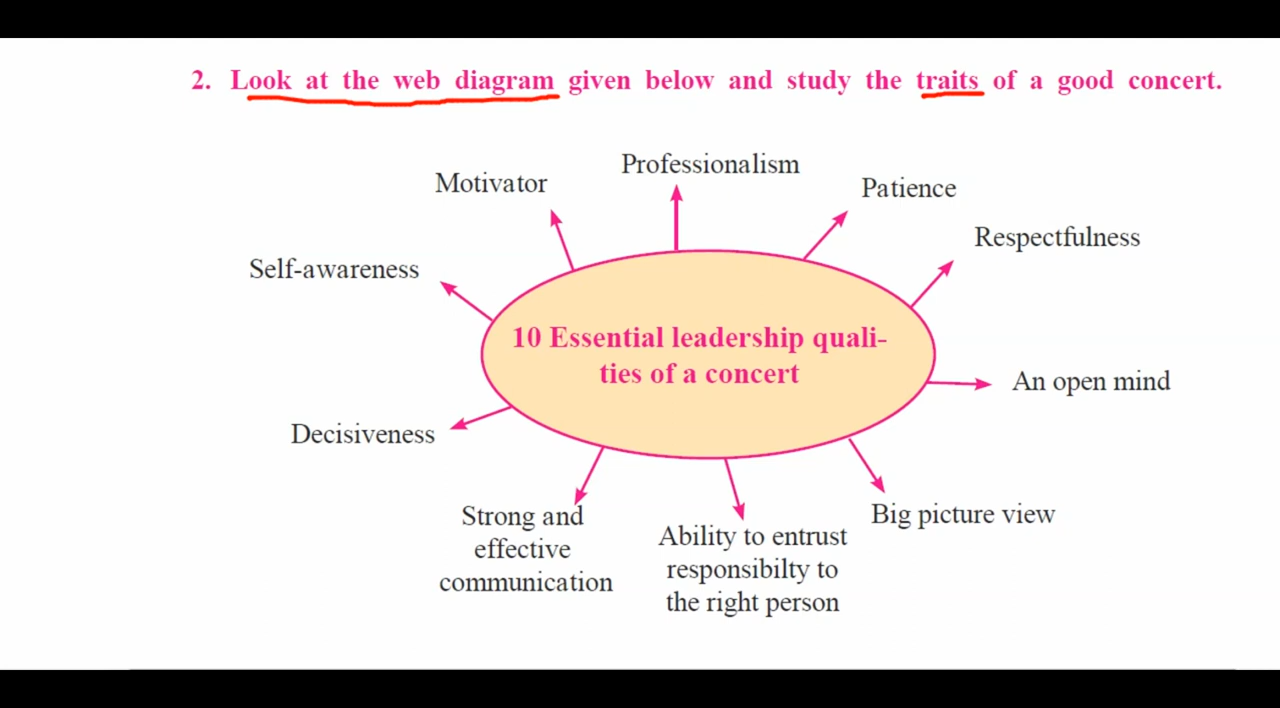 2. Look at the web diagram given below and study the traits of a good concert.
Professionalism
Motivator
Patience
Respectfulness
Self-awareness
10 Essential leadership quali-
ties of a concert
An open mind
Decisiveness
Big picture view
Strong and
effective
communication
Ability to entrust
responsibilty to
the right person